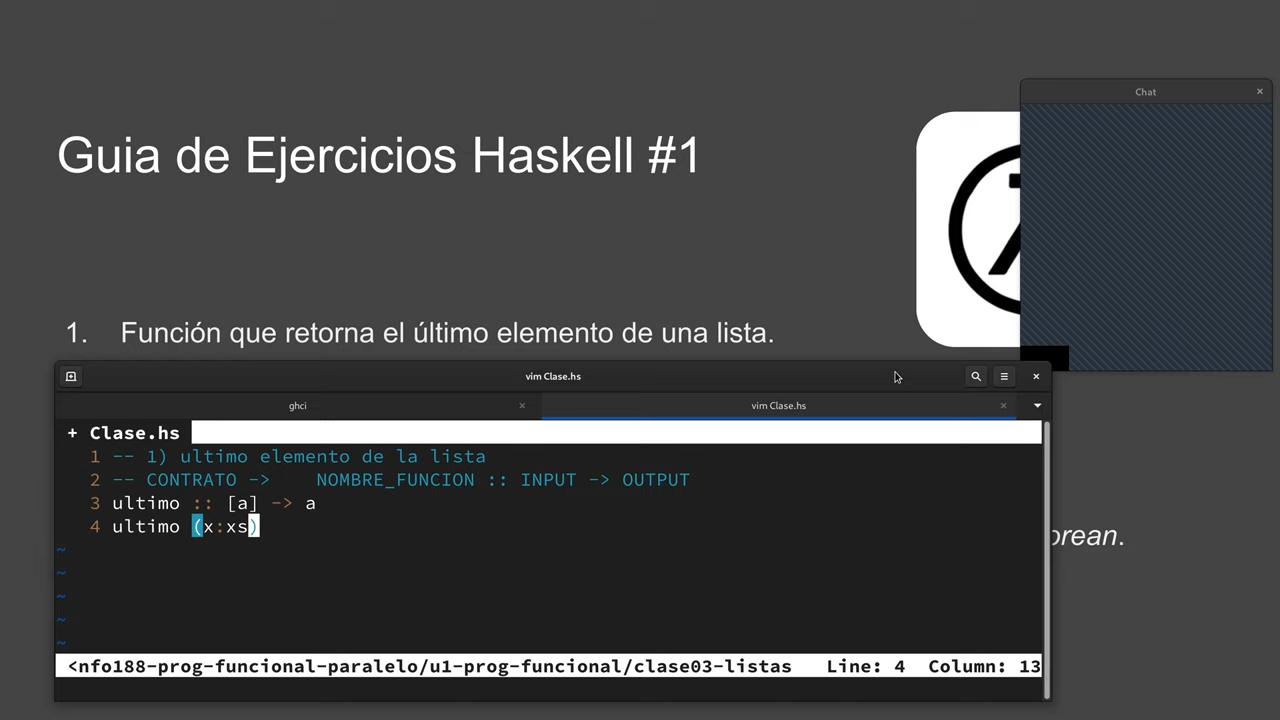 Guia de Ejercicios Haskell #1
Chat
1. Función que retorna el último elemento de una lista.
vim Clase.hs
ghci
vim Clase.hs
+ Clase.hs
1 -- 1) ultimo elemento de la lista
2 -- CONTRATO -> NOMBRE_FUNCION :: INPUT -> OUTPUT
3 ultimo :: [a] -> a
4 ultimo (x:xs)
~
~
~
~
~
orean.
<nfo188-prog-funcional-paralelo/u1-prog-funcional/clase03-listas Line: 4 Column: 13